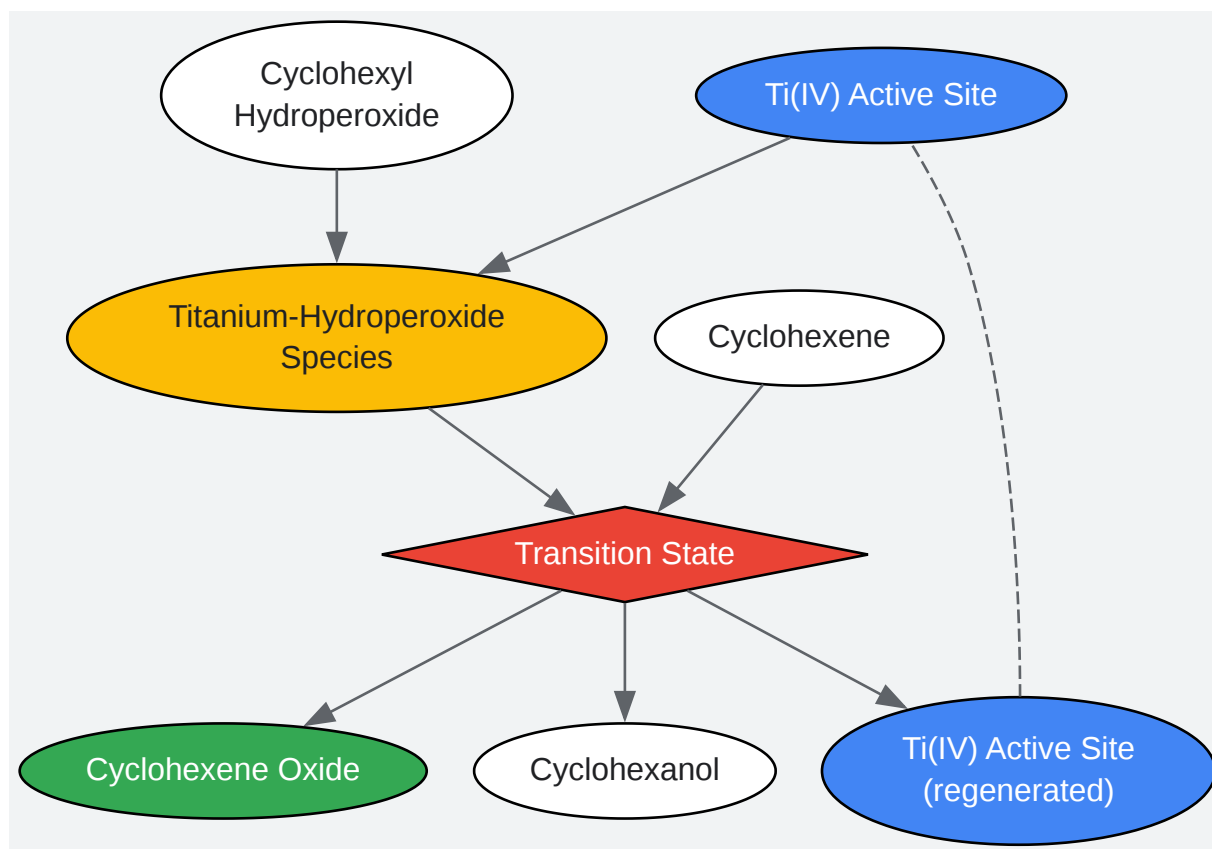 Cyclohexyl
Hydroperoxide
Ti(IV) Active Site
Titanium-Hydroperoxide
Species
Cyclohexene
Transition State
Cyclohexene Oxide
Cyclohexanol
Ti(IV) Active Site
(regenerated)